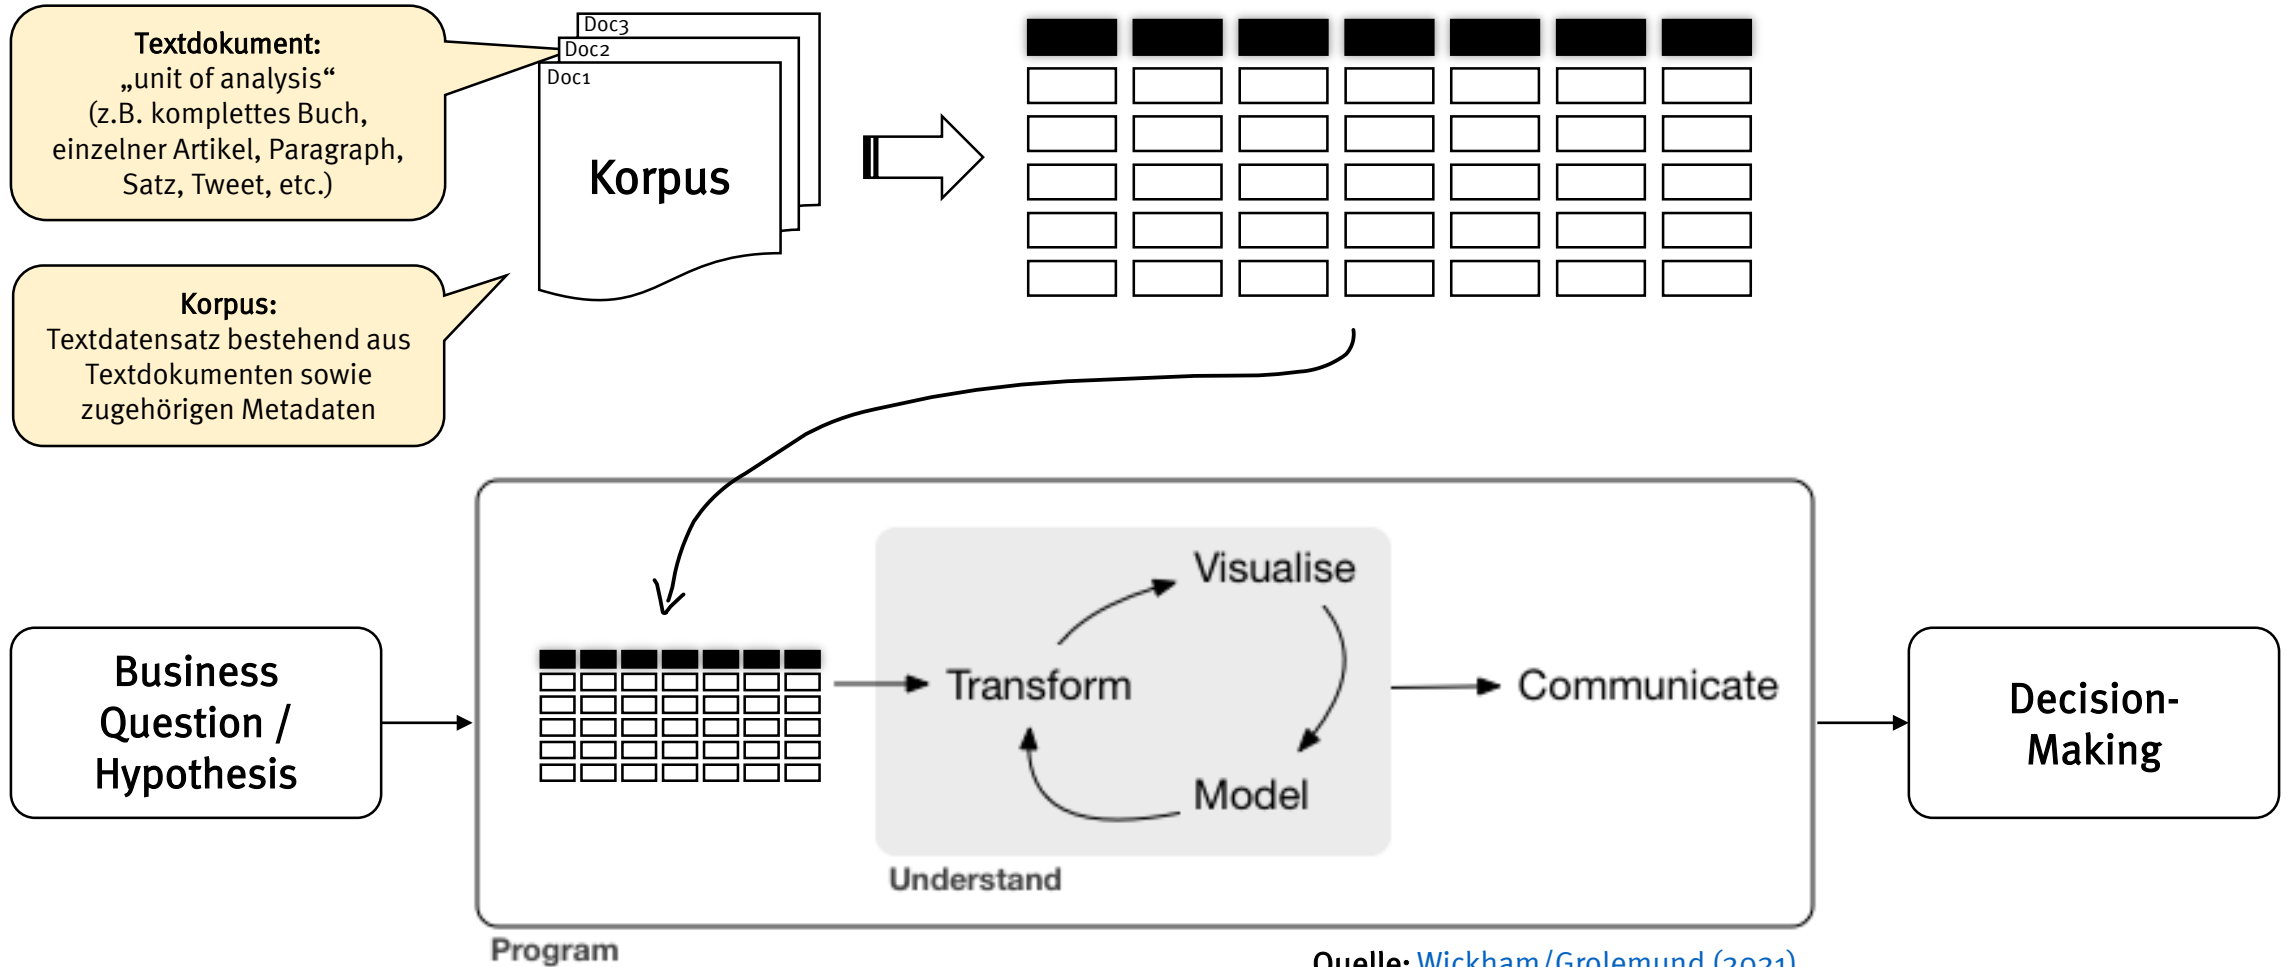 Textdokument:
„unit of analysis“
(z.B. komplettes Buch,
einzelner Artikel, Paragraph,
Satz, Tweet, etc.)
Doc3
Doc2
Doc1
Korpus
Korpus:
Textdatensatz bestehend aus
Textdokumenten sowie
zugehörigen Metadaten
Business
Question /
Hypothesis
Transform
Visualise
Model
Understand
Communicate
Program
Decision-
Making
Quelle: Wickham/Grolemund (2021)